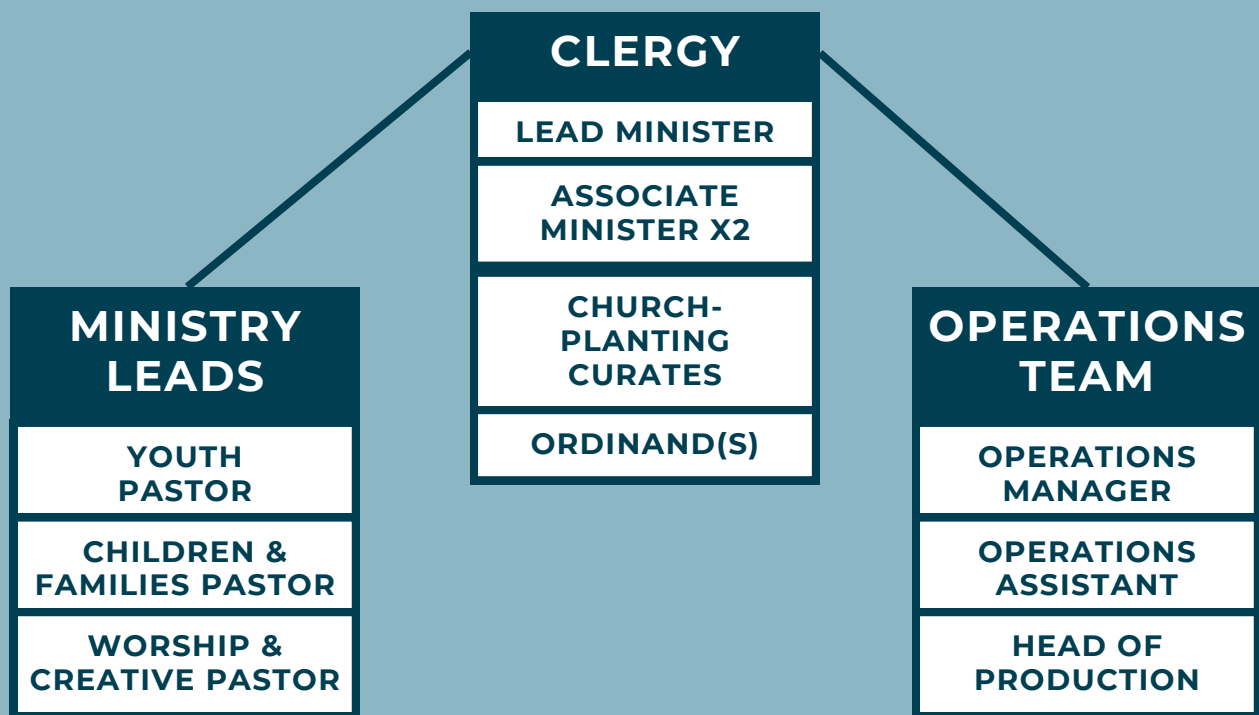 CLERGY
LEAD MINISTER
ASSOCIATE
MINISTER X2
CHURCH-
PLANTING
CURATES
ORDINAND(S)
MINISTRY
LEADS
YOUTH
PASTOR
CHILDREN &
FAMILIES PASTOR
WORSHIP &
CREATIVE PASTOR
OPERATIONS
TEAM
OPERATIONS
MANAGER
OPERATIONS
ASSISTANT
HEAD OF
PRODUCTION